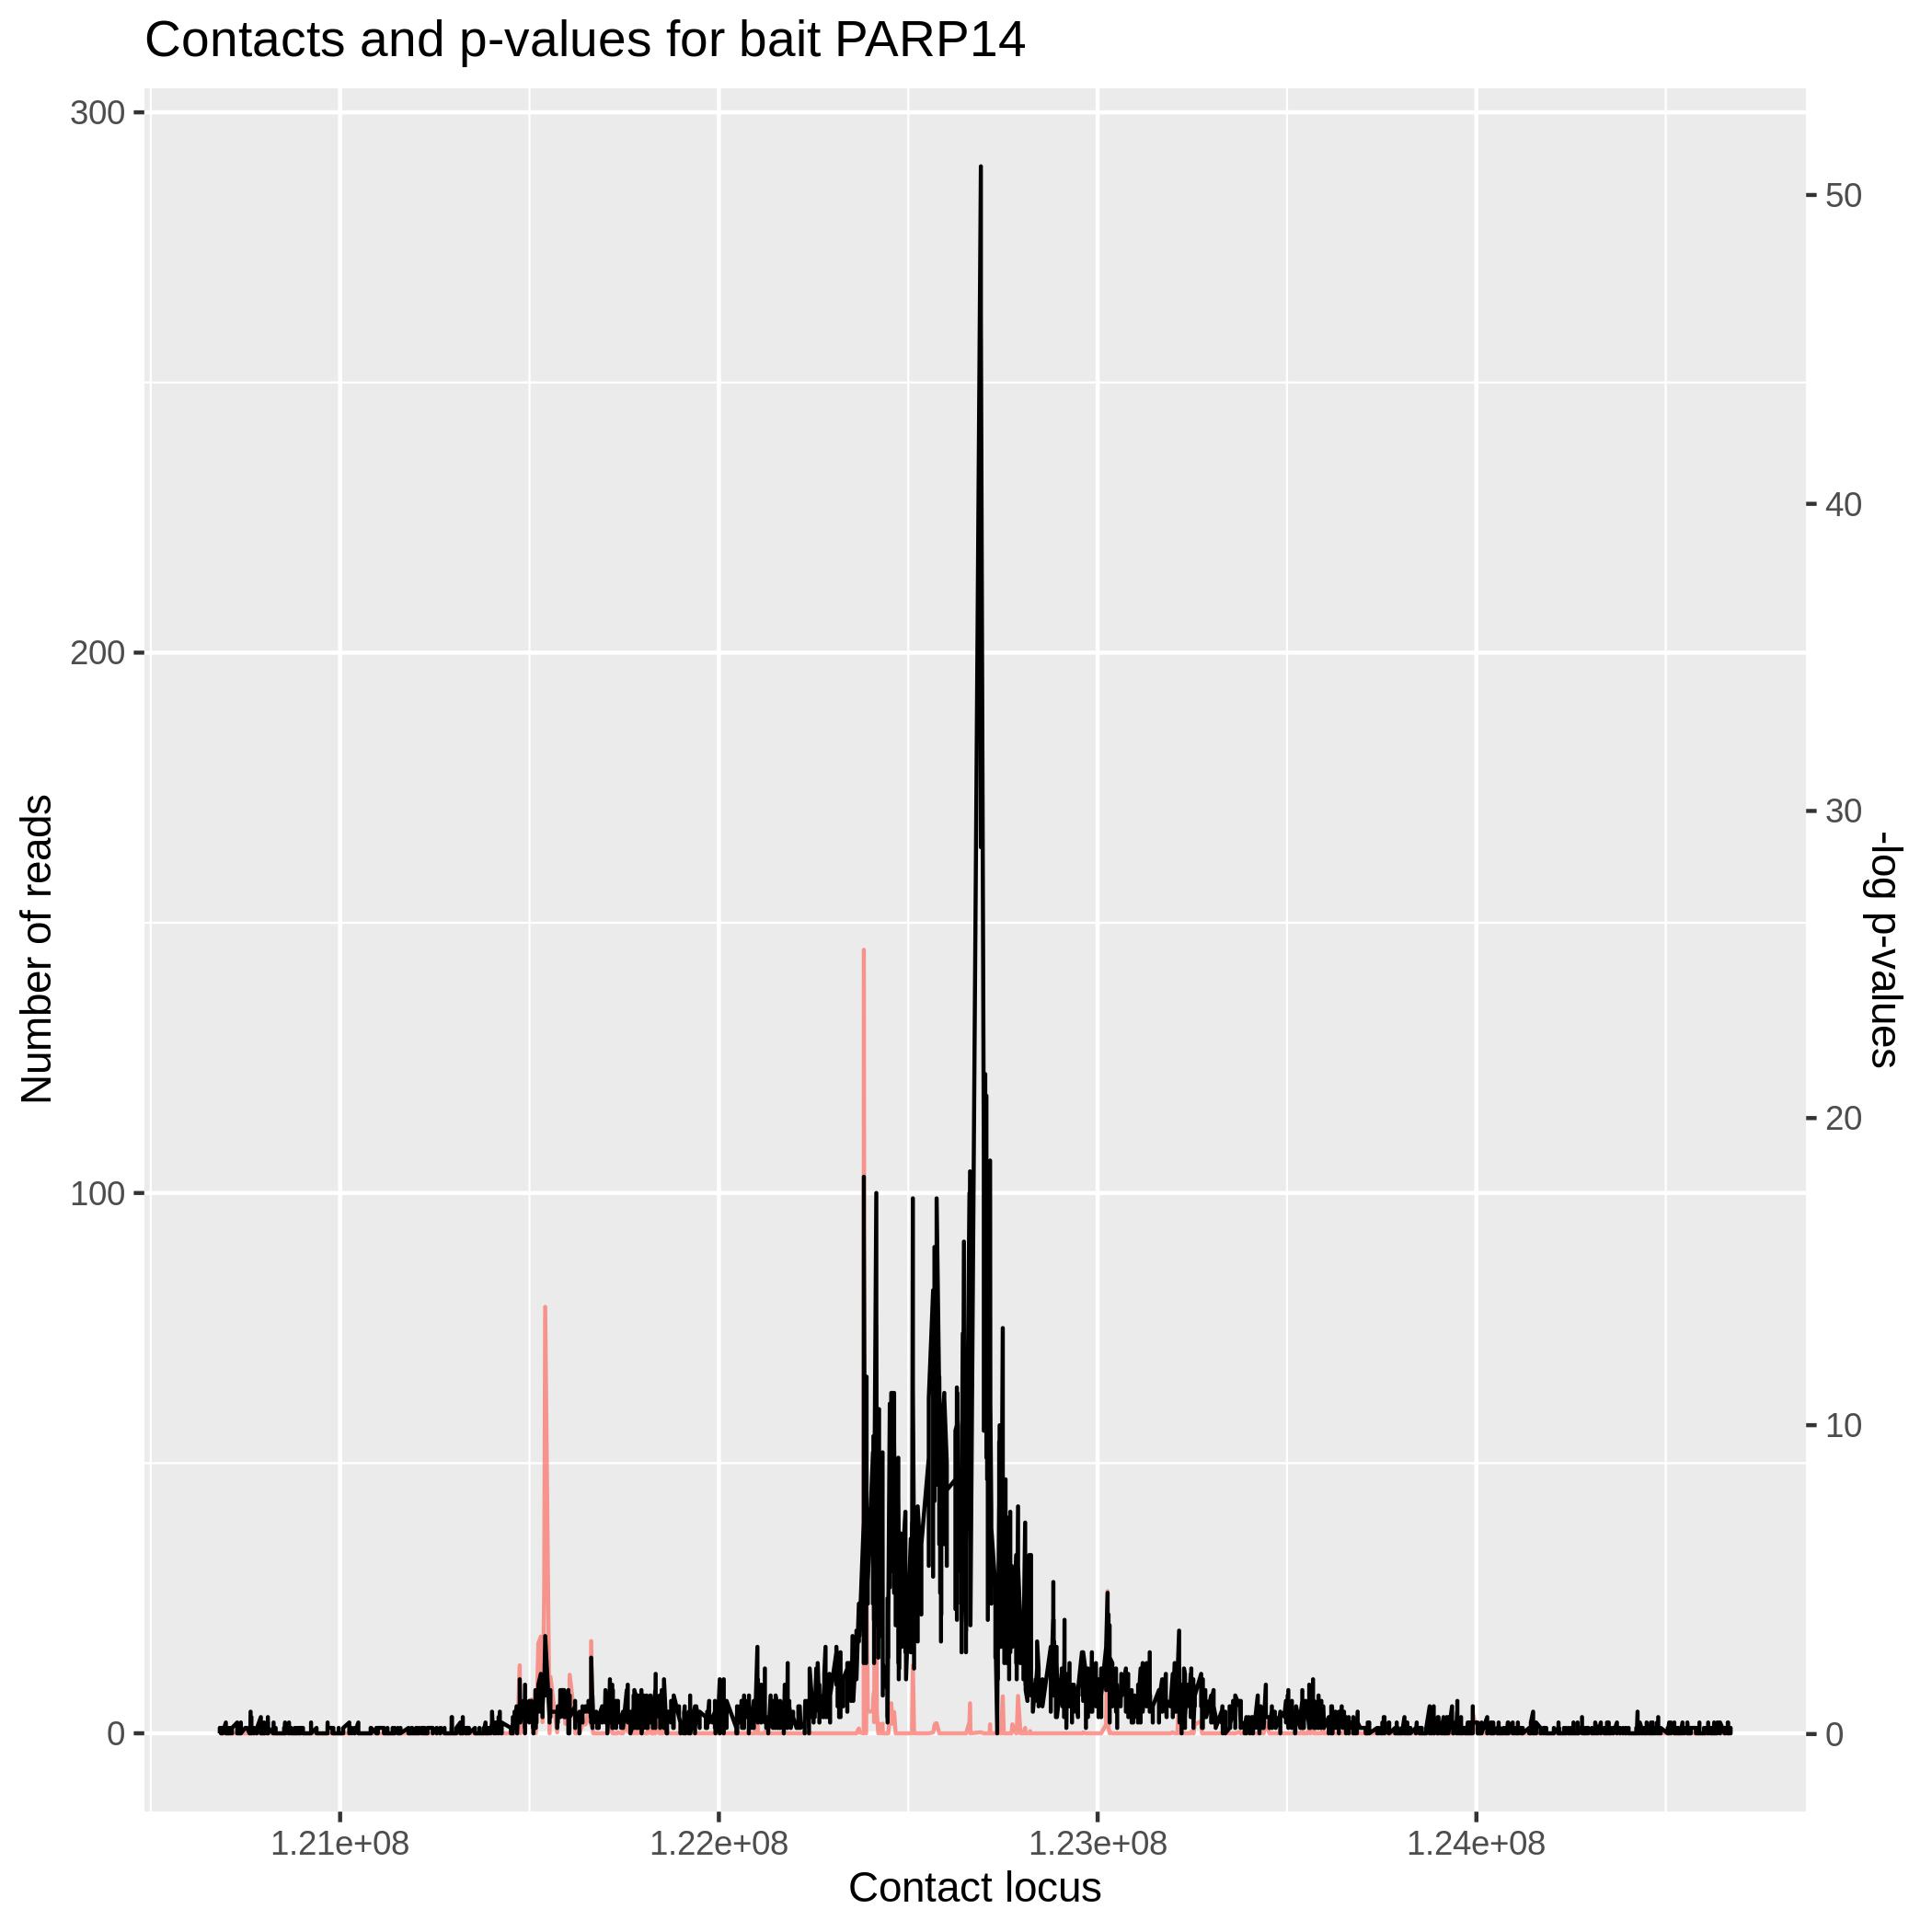 Contacts and p-values for bait PARP14
300
200
100
0
Number of reads
50
40
30
20
10
0
-log p-values
1.21e+08
1.22e+08
1.23e+08
1.24e+08
Contact locus